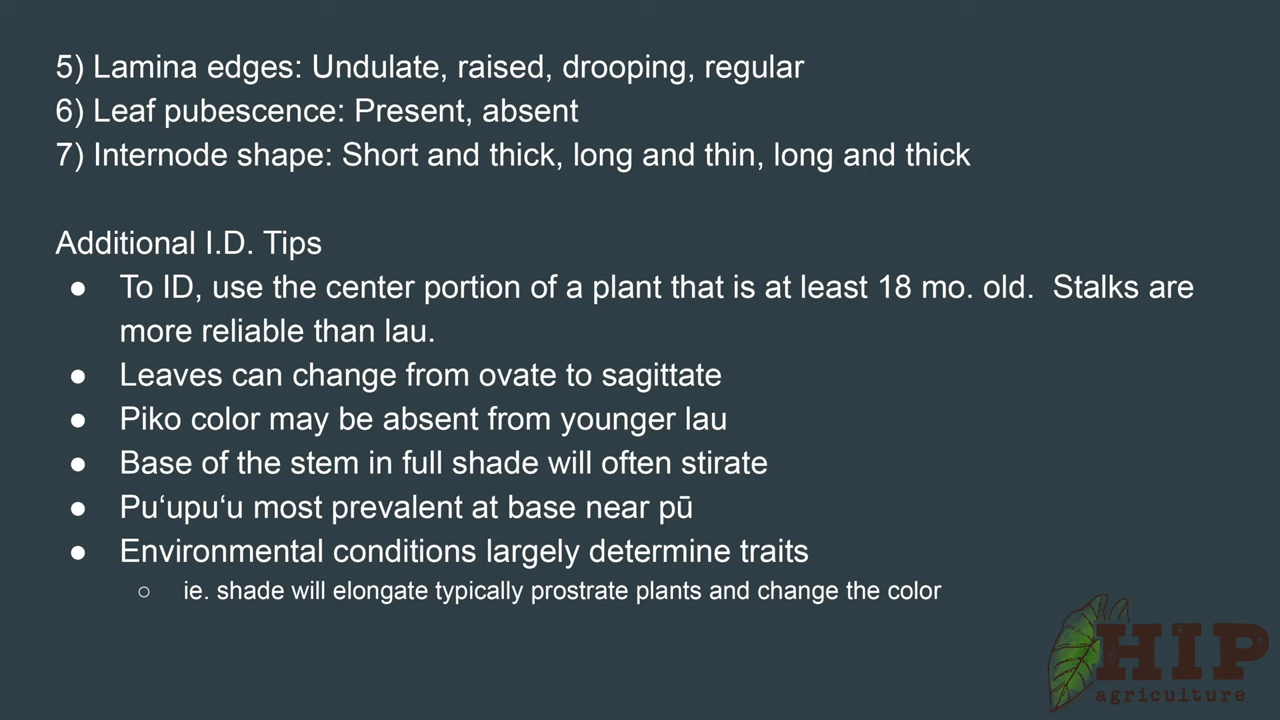 5) Lamina edges: Undulate, raised, drooping, regular
6) Leaf pubescence: Present, absent
7) Internode shape: Short and thick, long and thin, long and thick
Additional I.D. Tips
● To ID, use the center portion of a plant that is at least 18 mo. old.  Stalks are
more reliable than lau.
● Leaves can change from ovate to sagittate
● Piko color may be absent from younger lau
● Base of the stem in full shade will often stirate
● Puʻupuʻu most prevalent at base near pū
● Environmental conditions largely determine traits
○ ie. shade will elongate typically prostrate plants and change the color
HIP
agriculture